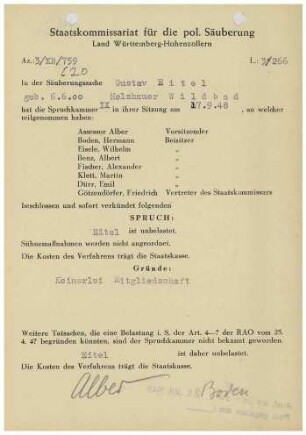 Staatskommissariat für die pol. Säuberung
Land Württemberg-Hohenzollern
Az.: 3/XII/759 L.: 3/266
620
In der Säuberungssache Gustav Eitel
geb. 6.6.00 Holzhauer Wildbad
hat die Spruchkammer IX in ihrer Sitzung am 17.9.48, an welcher
teilgenommen haben:
Assessor Alber Vorsitzender
Boden, Hermann Beisitzer
Eisele, Wilhelm "
Benz, Albert "
Fischer, Alexander "
Klett, Martin "
Dürr, Emil "
Götzendörfer, Friedrich Vertreter des Staatskommissars
beschlossen und sofort verkündet folgenden
SPRUCH:
Eitel ist unbelastet.
Sühnemaßnahmen werden nicht angeordnet.
Die Kosten des Verfahrens trägt die Staatskasse.
Gründe:
Keinerlei Mitgliedschaft
Weitere Tatsachen, die eine Belastung i. S. der Art. 4—7 der RAO vom 25.
4. 47 begründen könnten, sind der Spruchkammer nicht bekannt geworden.
Eitel ist daher unbelastet.
Die Kosten des Verfahrens trägt die Staatskasse.
Alber Boden